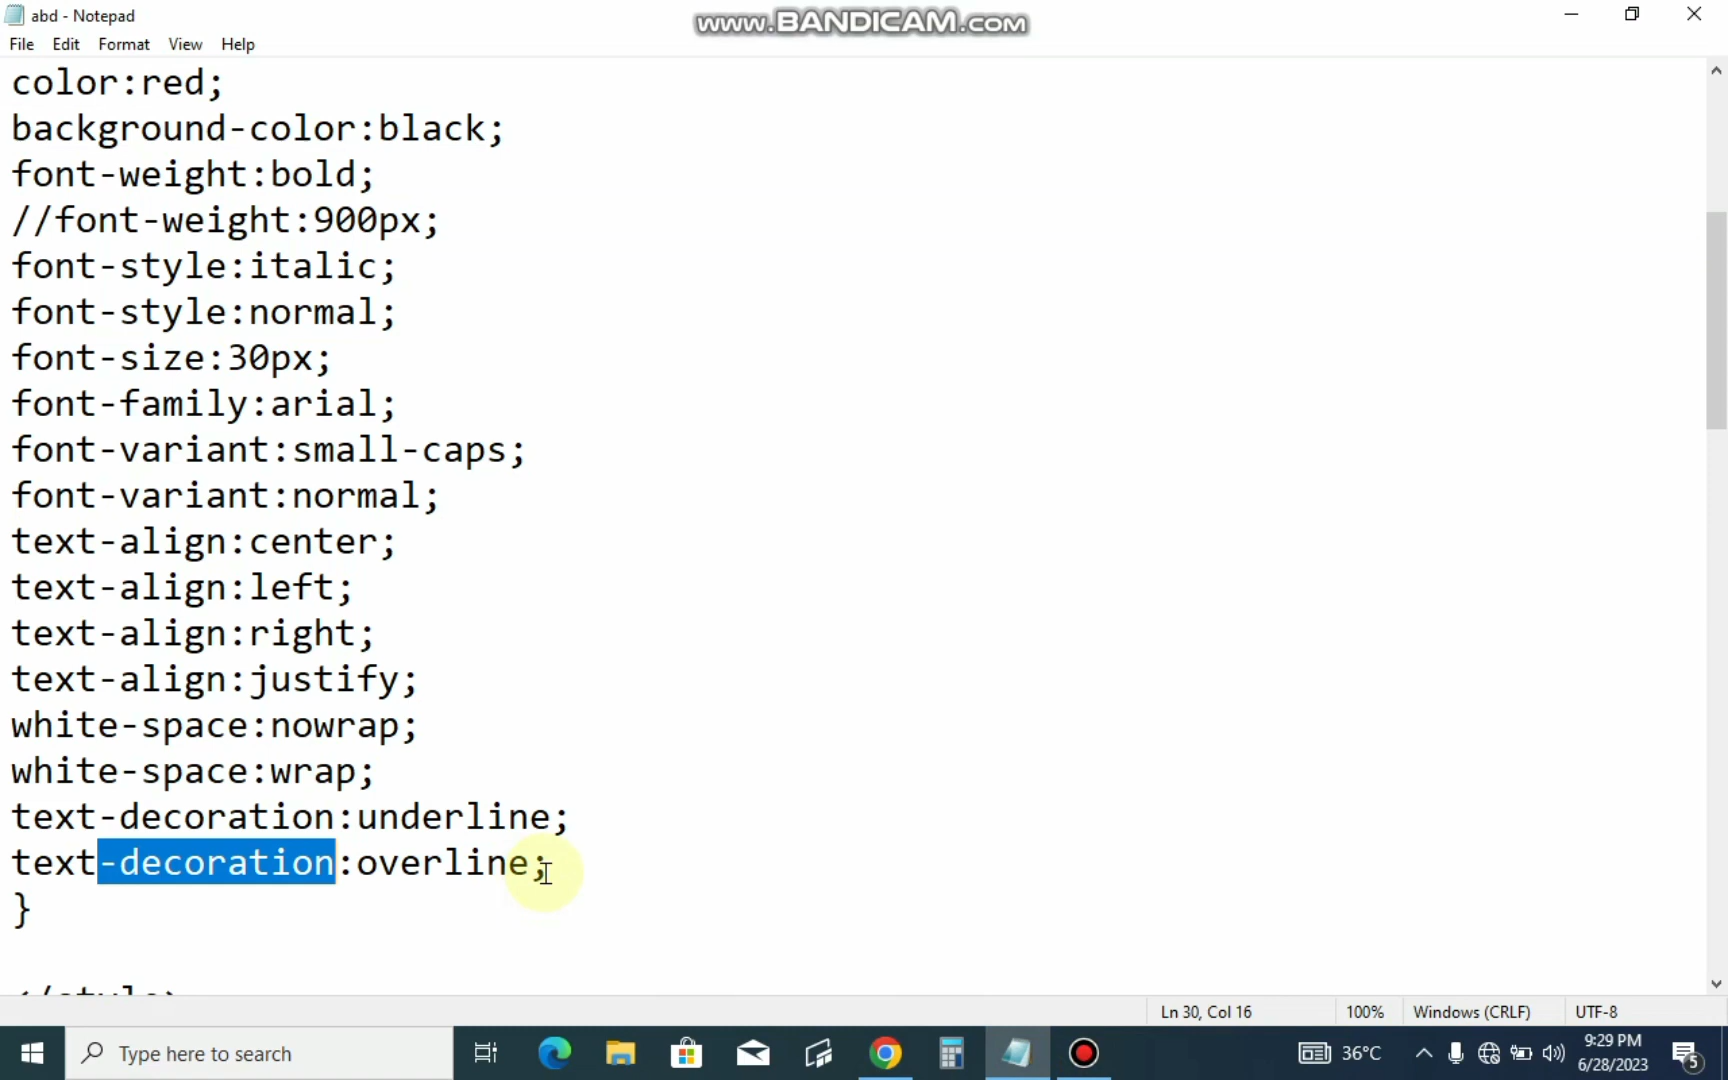 abd - Notepad
www.BANDICAM.com
File Edit Format View Help
color:red;
background-color:black;
font-weight:bold;
//font-weight:900px;
font-style:italic;
font-style:normal;
font-size:30px;
font-family:arial;
font-variant:small-caps;
font-variant:normal;
text-align:center;
text-align:left;
text-align:right;
text-align:justify;
white-space:nowrap;
white-space:wrap;
text-decoration:underline;
text-decoration:overline;
}
</style>
Ln 30, Col 16 100% Windows (CRLF) UTF-8
Type here to search 36°C 9:29 PM
6/28/2023 5